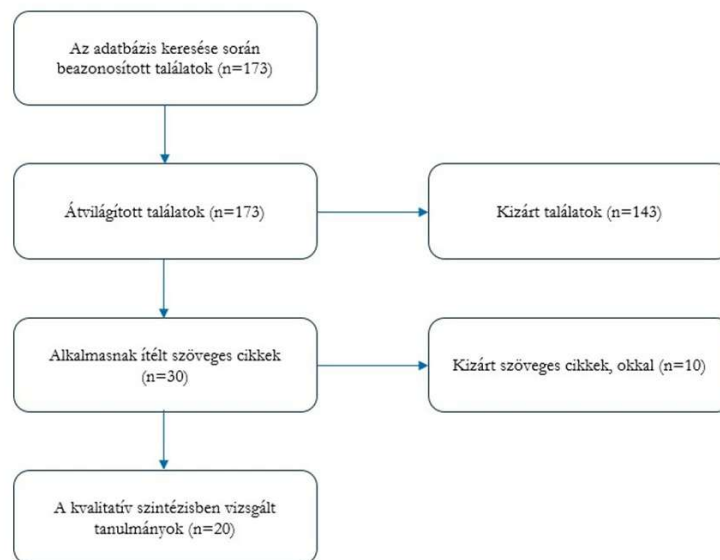 Az adatbázis keresése során
beazonosított találatok (n=173)
Átvilágított találatok (n=173)
Kizárt találatok (n=143)
Alkalmasnak ítélt szöveges cikkek
(n=30)
Kizárt szöveges cikkek, okkal (n=10)
A kvalitatív szintézisben vizsgált
tanulmányok (n=20)